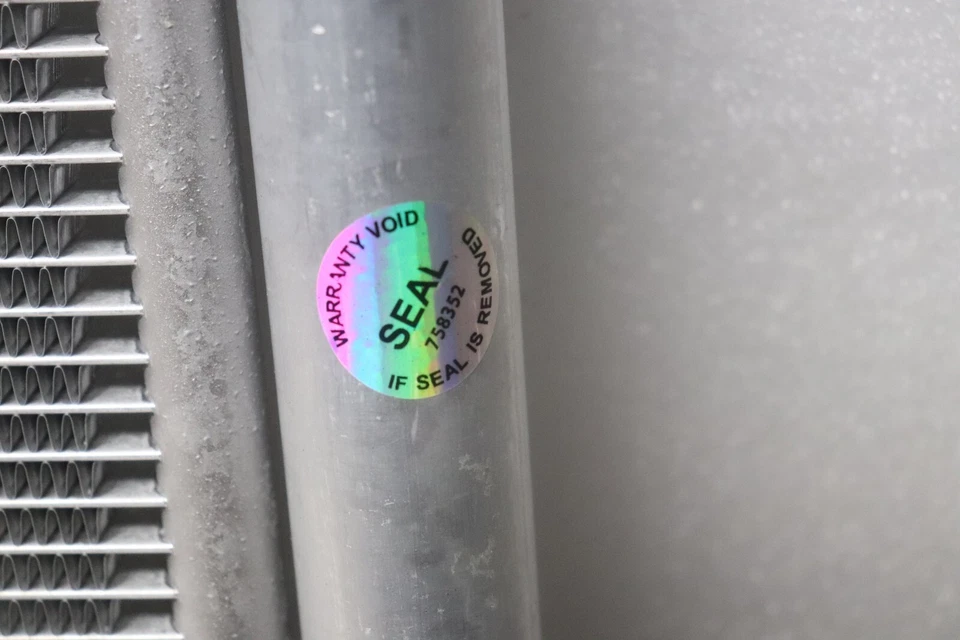 WARRANTY VOID
SEAL
758352
IF SEAL IS REMOVED